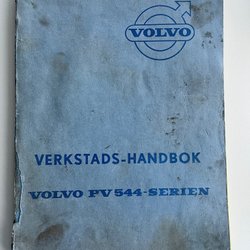 VOLVO
VERKSTADS-HANDBOK
VOLVO PV 544-SERIEN